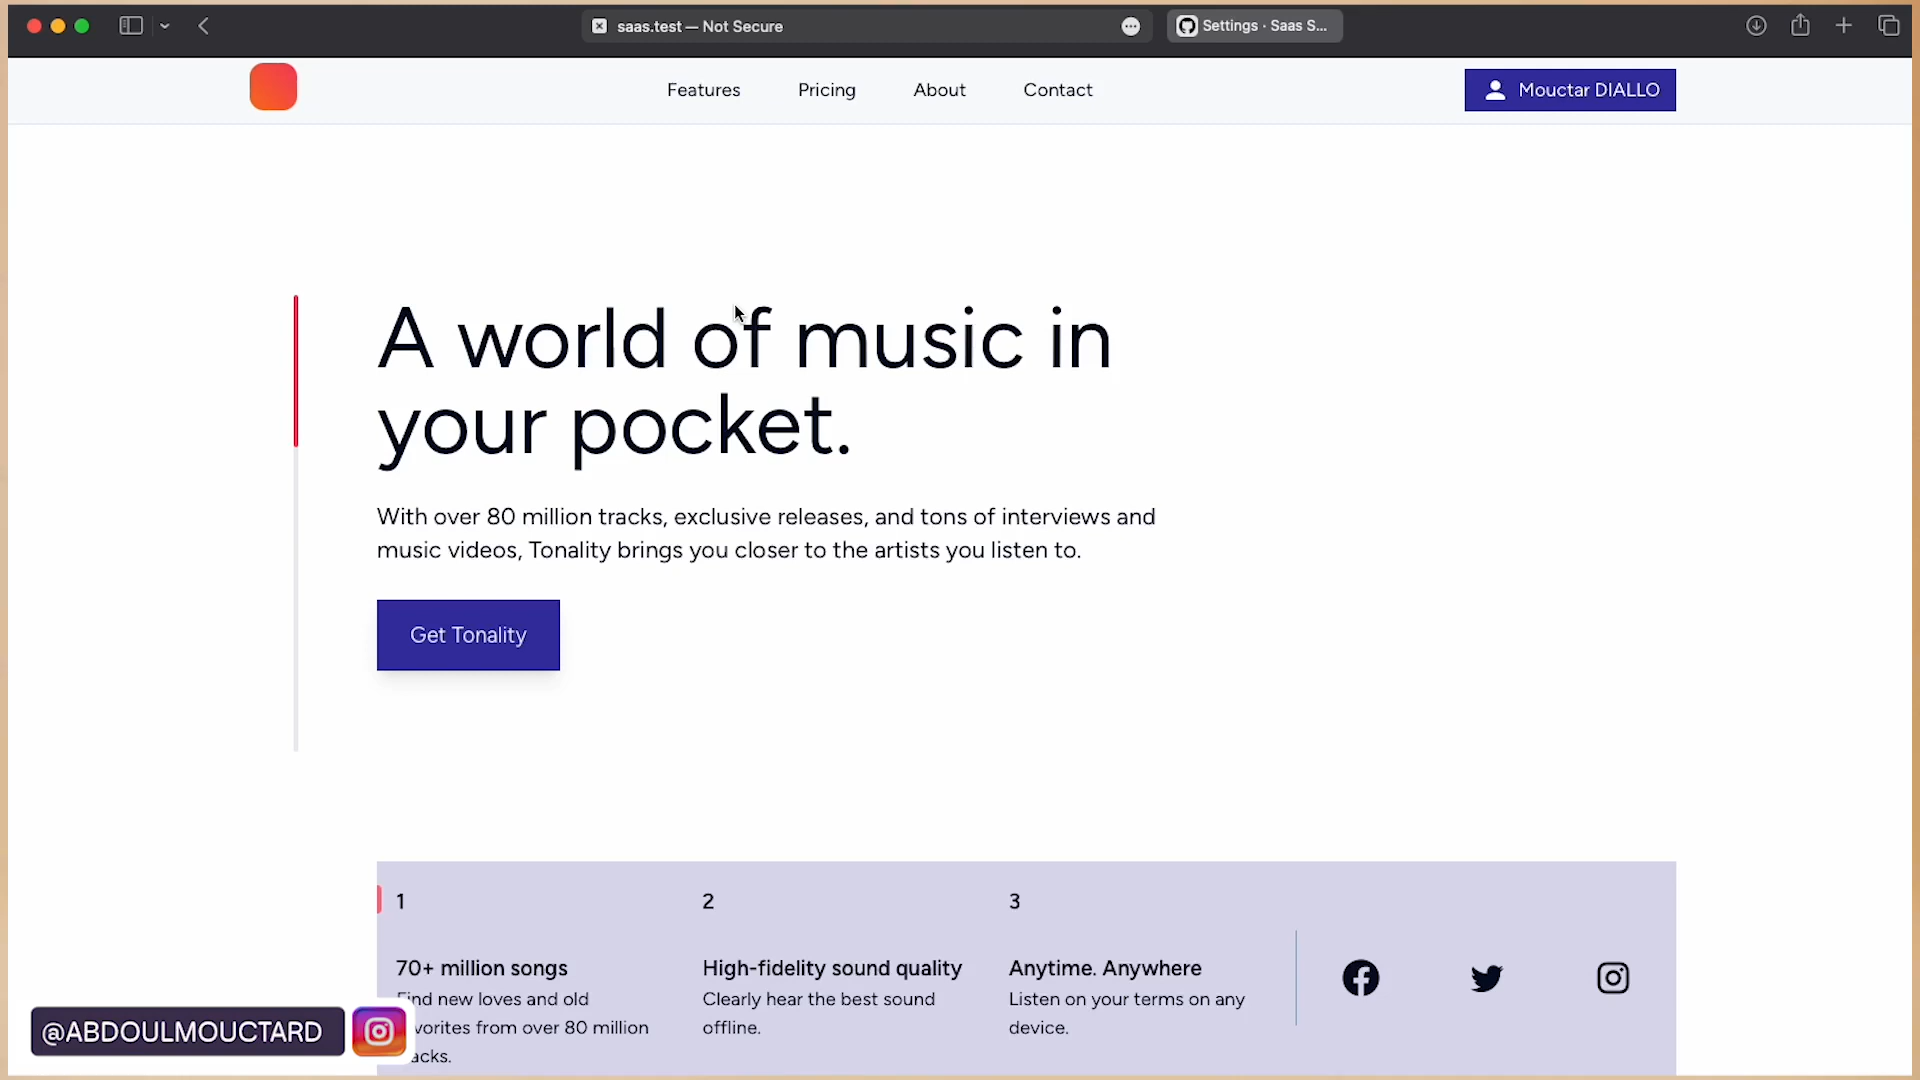 saas.test — Not Secure
Settings · Saas S...
Features
Pricing
About
Contact
Mouctar DIALLO
A world of music in
your pocket.
With over 80 million tracks, exclusive releases, and tons of interviews and
music videos, Tonality brings you closer to the artists you listen to.
Get Tonality
1
70+ million songs
Find new loves and old
vorites from over 80 million
acks.
2
High-fidelity sound quality
Clearly hear the best sound
offline.
3
Anytime. Anywhere
Listen on your terms on any
device.
@ABDOULMOUCTARD